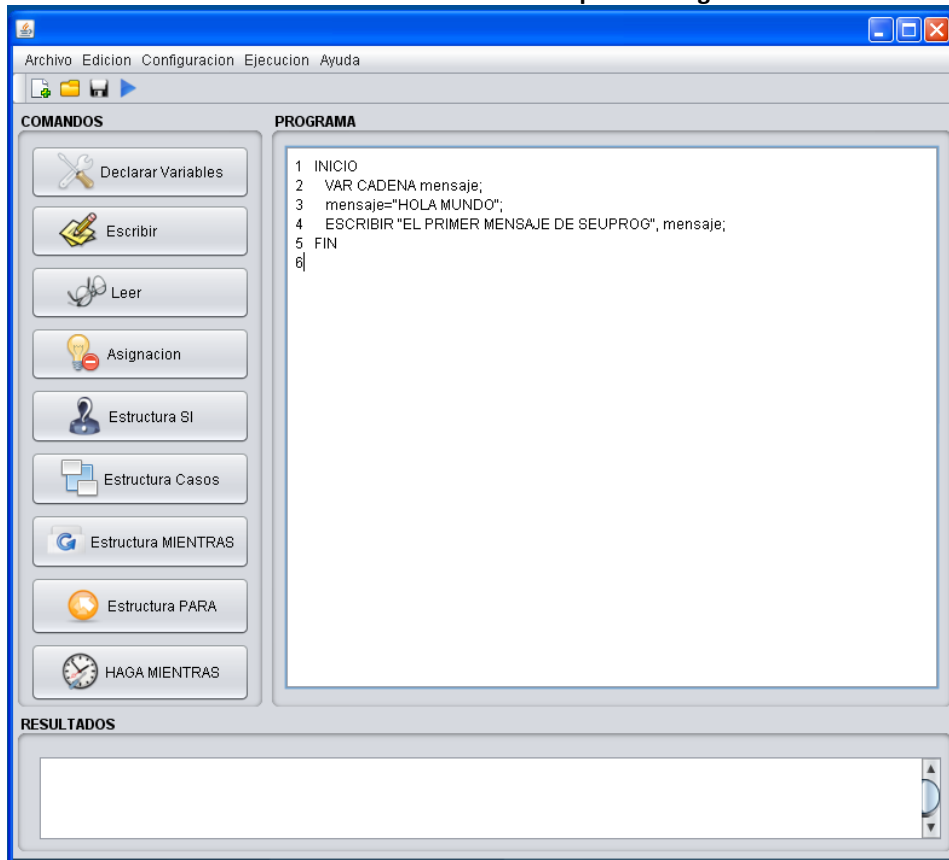 Archivo Edicion Configuracion Ejecucion Ayuda
COMANDOS
Declarar Variables
Escribir
Leer
Asignacion
Estructura SI
Estructura Casos
Estructura MIENTRAS
Estructura PARA
HAGA MIENTRAS
PROGRAMA
1 INICIO
2 VAR CADENA mensaje;
3 mensaje="HOLA MUNDO";
4 ESCRIBIR "EL PRIMER MENSAJE DE SEUPROG", mensaje;
5 FIN
6
RESULTADOS